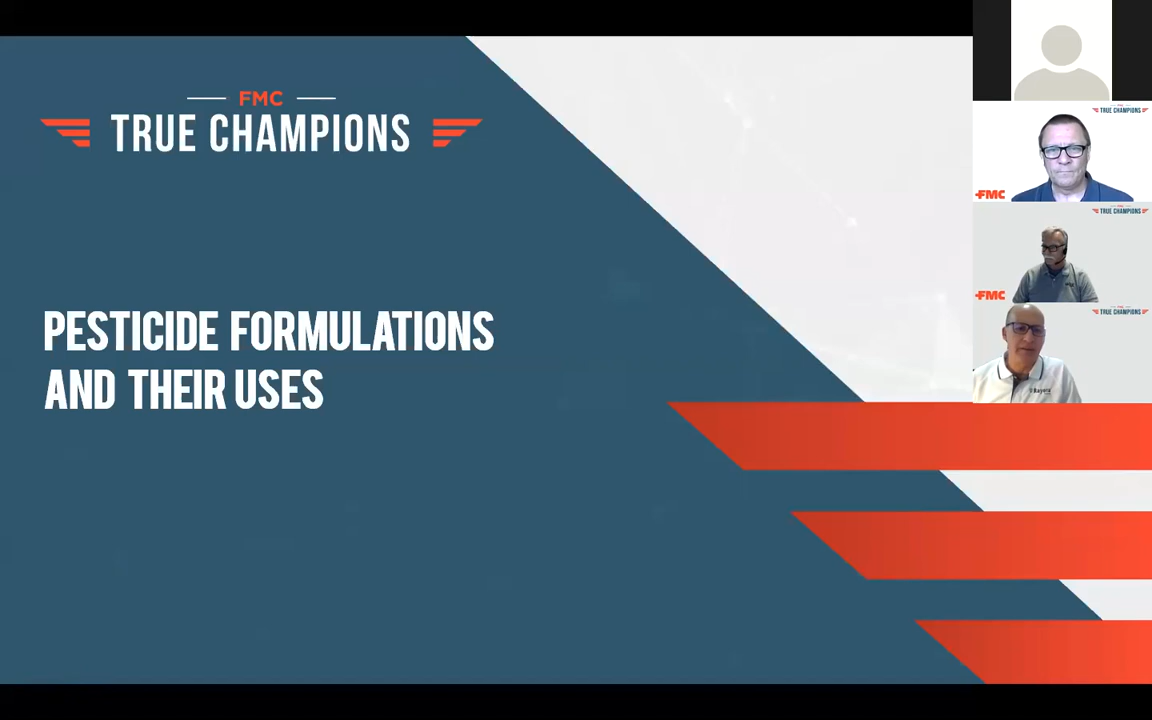 FMC
TRUE CHAMPIONS
PESTICIDE FORMULATIONS
AND THEIR USES
TRUE CHAMPIONS
FMC
TRUE CHAMPIONS
FMC
TRUE CHAMPIONS